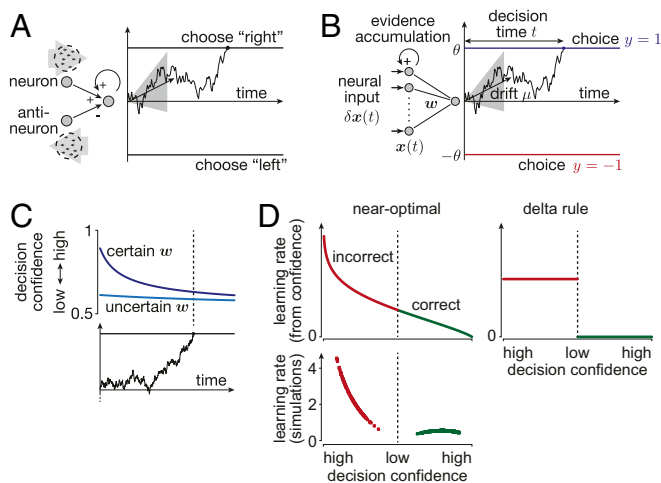 A
choose “right”
neuron
+
+
-
anti-
neuron
time
choose “left”
B
evidence
accumulation
+
neural
input
δx(t)
w
x(t)
decision
time t
θ
choice y = 1
drift μ
time
−θ
choice y = −1
C
decision
confidence
low ⟷ high
1
0.5
certain w
uncertain w
time
D
near-optimal
learning rate
(from confidence)
0
incorrect
correct
delta rule
0
high
low
high
decision confidence
learning rate
(simulations)
4
2
0
high
low
high
decision confidence